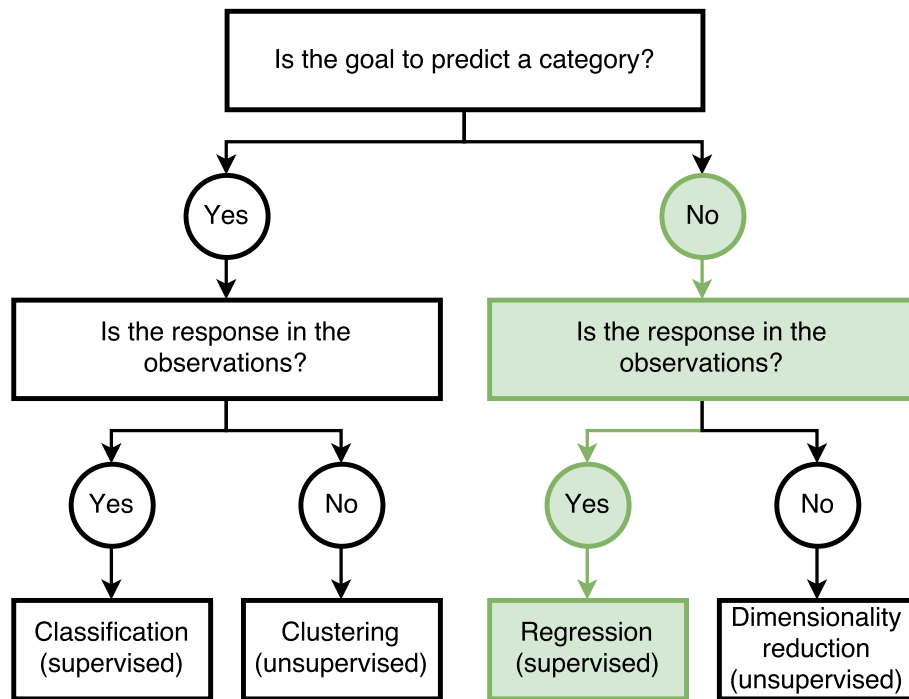 Is the goal to predict a category?
Yes
No
Is the response in the
observations?
Is the response in the
observations?
Yes
No
Yes
No
Classification
(supervised)
Clustering
(unsupervised)
Regression
(supervised)
Dimensionality
reduction
(unsupervised)